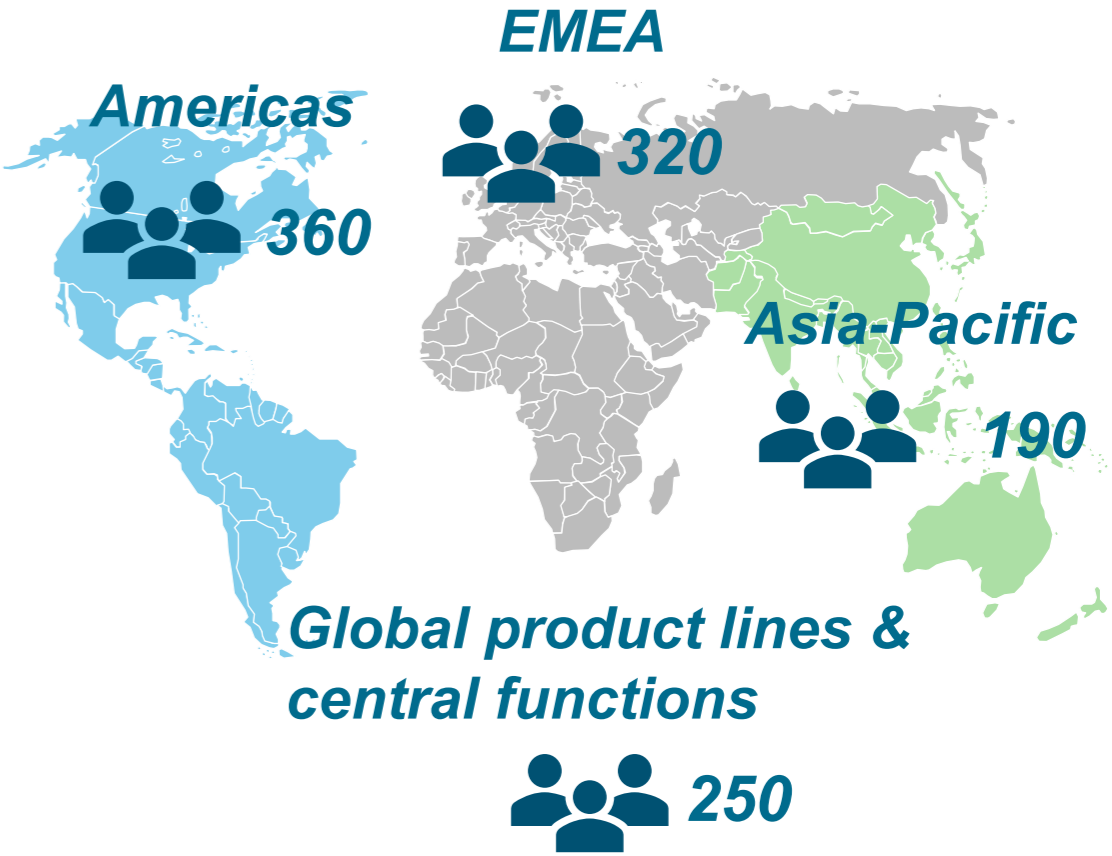 EMEA
Americas
320
360
Asia-Pacific
190
Global product lines &
central functions
250